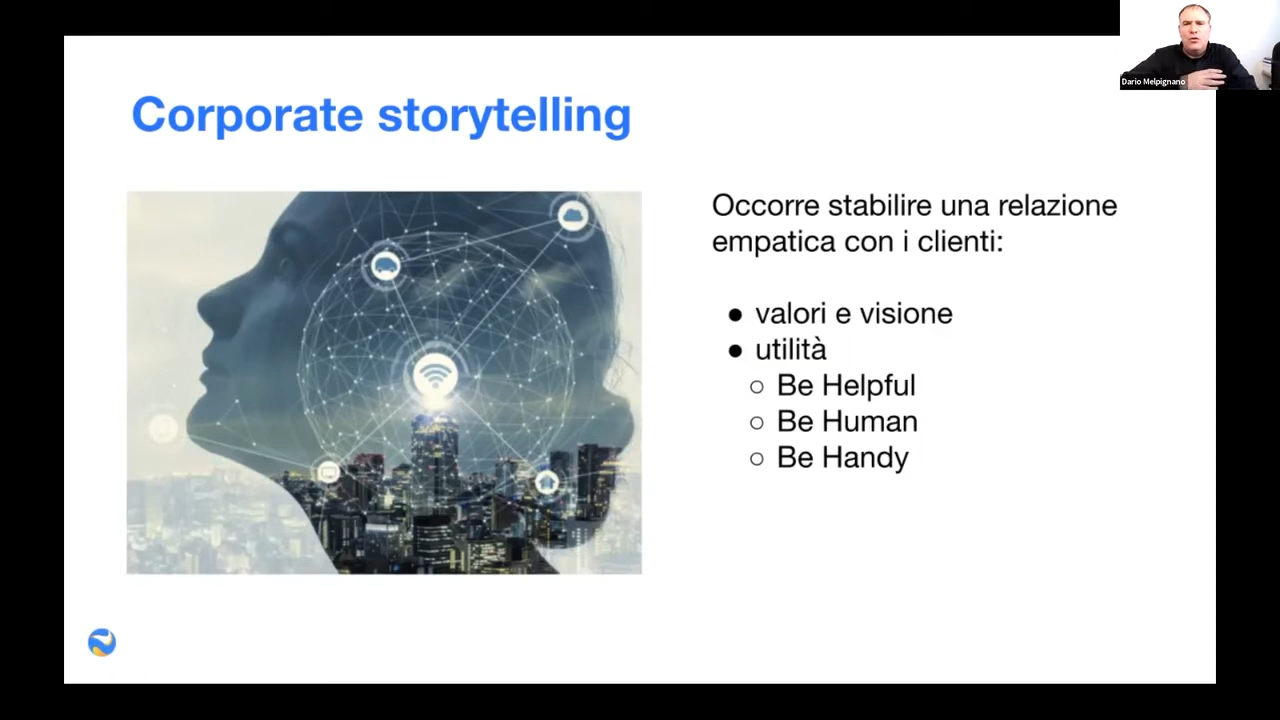 Dario Melpignano
Corporate storytelling
Occorre stabilire una relazione
empatica con i clienti:
● valori e visione
● utilità
○ Be Helpful
○ Be Human
○ Be Handy